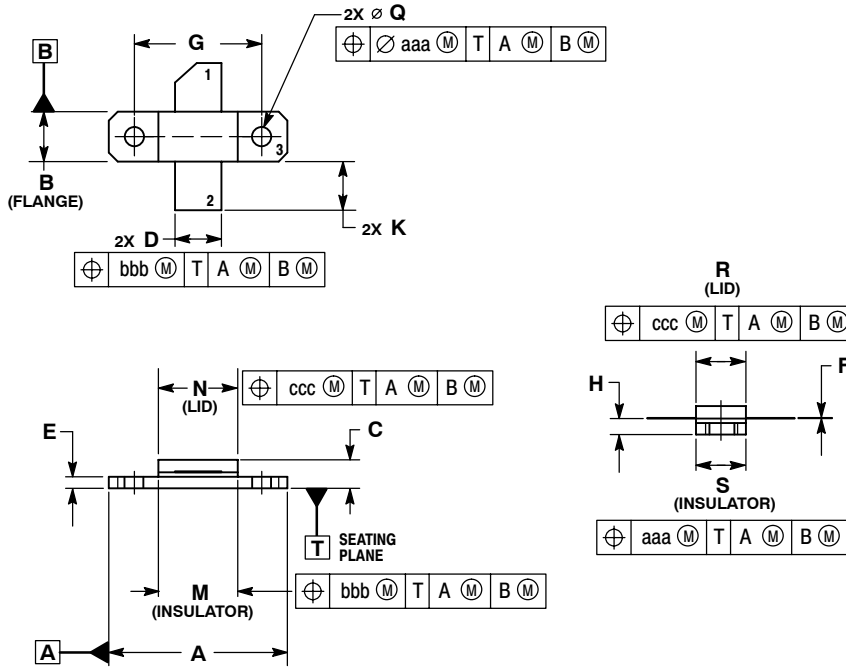 2X ⌀ Q
⌖ ⌀ aaa Ⓜ T A Ⓜ B Ⓜ
G
B
1
3
B
(FLANGE)
2
2X K
2X D
⌖ bbb Ⓜ T A Ⓜ B Ⓜ
R
(LID)
⌖ ccc Ⓜ T A Ⓜ B Ⓜ
N
(LID)
⌖ ccc Ⓜ T A Ⓜ B Ⓜ
H
F
E
C
S
(INSULATOR)
T SEATING
PLANE
⌖ aaa Ⓜ T A Ⓜ B Ⓜ
M
(INSULATOR)
⌖ bbb Ⓜ T A Ⓜ B Ⓜ
A
A